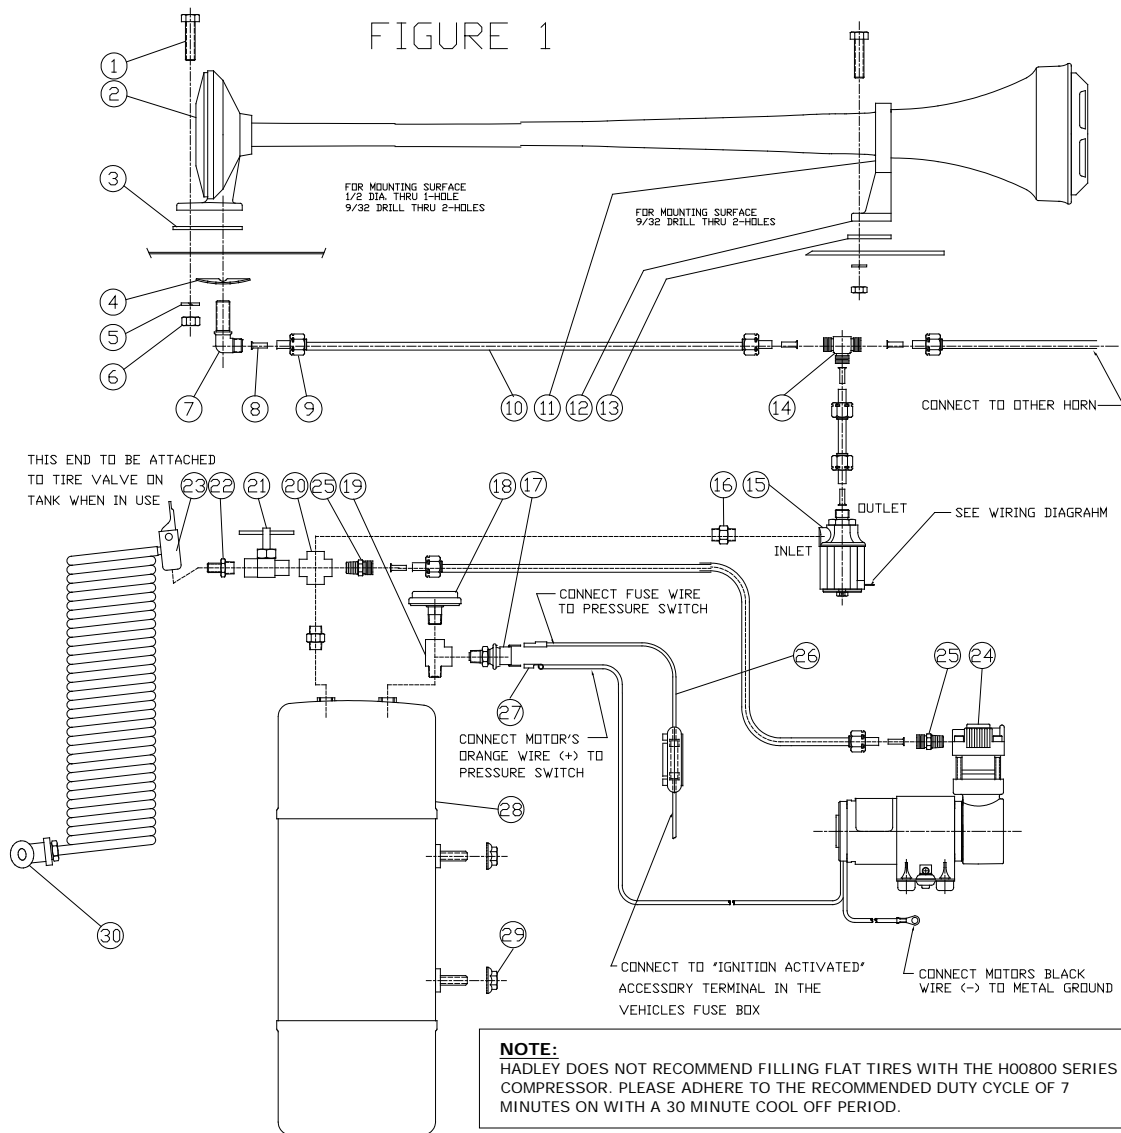 FIGURE 1
1
2
3
FOR MOUNTING SURFACE
1/2 DIA. THRU 1-HOLE
9/32 DRILL THRU 2-HOLES
FOR MOUNTING SURFACE
9/32 DRILL THRU 2-HOLES
4
5
6
7
8
9
10
11
12
13
14
CONNECT TO OTHER HORN
THIS END TO BE ATTACHED
TO TIRE VALVE ON
TANK WHEN IN USE
23
22
21
20
25
19
18
17
16
15
OUTLET
INLET
SEE WIRING DIAGRAHM
CONNECT FUSE WIRE
TO PRESSURE SWITCH
26
25
24
27
CONNECT MOTOR'S
ORANGE WIRE (+) TO
PRESSURE SWITCH
28
29
30
CONNECT TO "IGNITION ACTIVATED"
ACCESSORY TERMINAL IN THE
VEHICLES FUSE BOX
CONNECT MOTORS BLACK
WIRE (-) TO METAL GROUND
NOTE:
HADLEY DOES NOT RECOMMEND FILLING FLAT TIRES WITH THE H00800 SERIES
COMPRESSOR. PLEASE ADHERE TO THE RECOMMENDED DUTY CYCLE OF 7
MINUTES ON WITH A 30 MINUTE COOL OFF PERIOD.